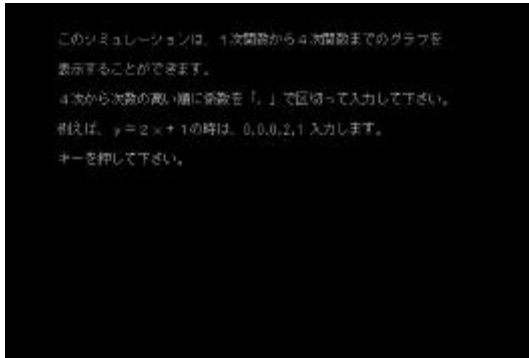 このシミュレーションは、1次関数から4次関数までのグラフを
表示することができます。
4次から次数の高い順に係数を「,」で区切って入力して下さい。
例えば、y=2x+1の時は、0,0,0,2,1 入力します。
キーを押して下さい。